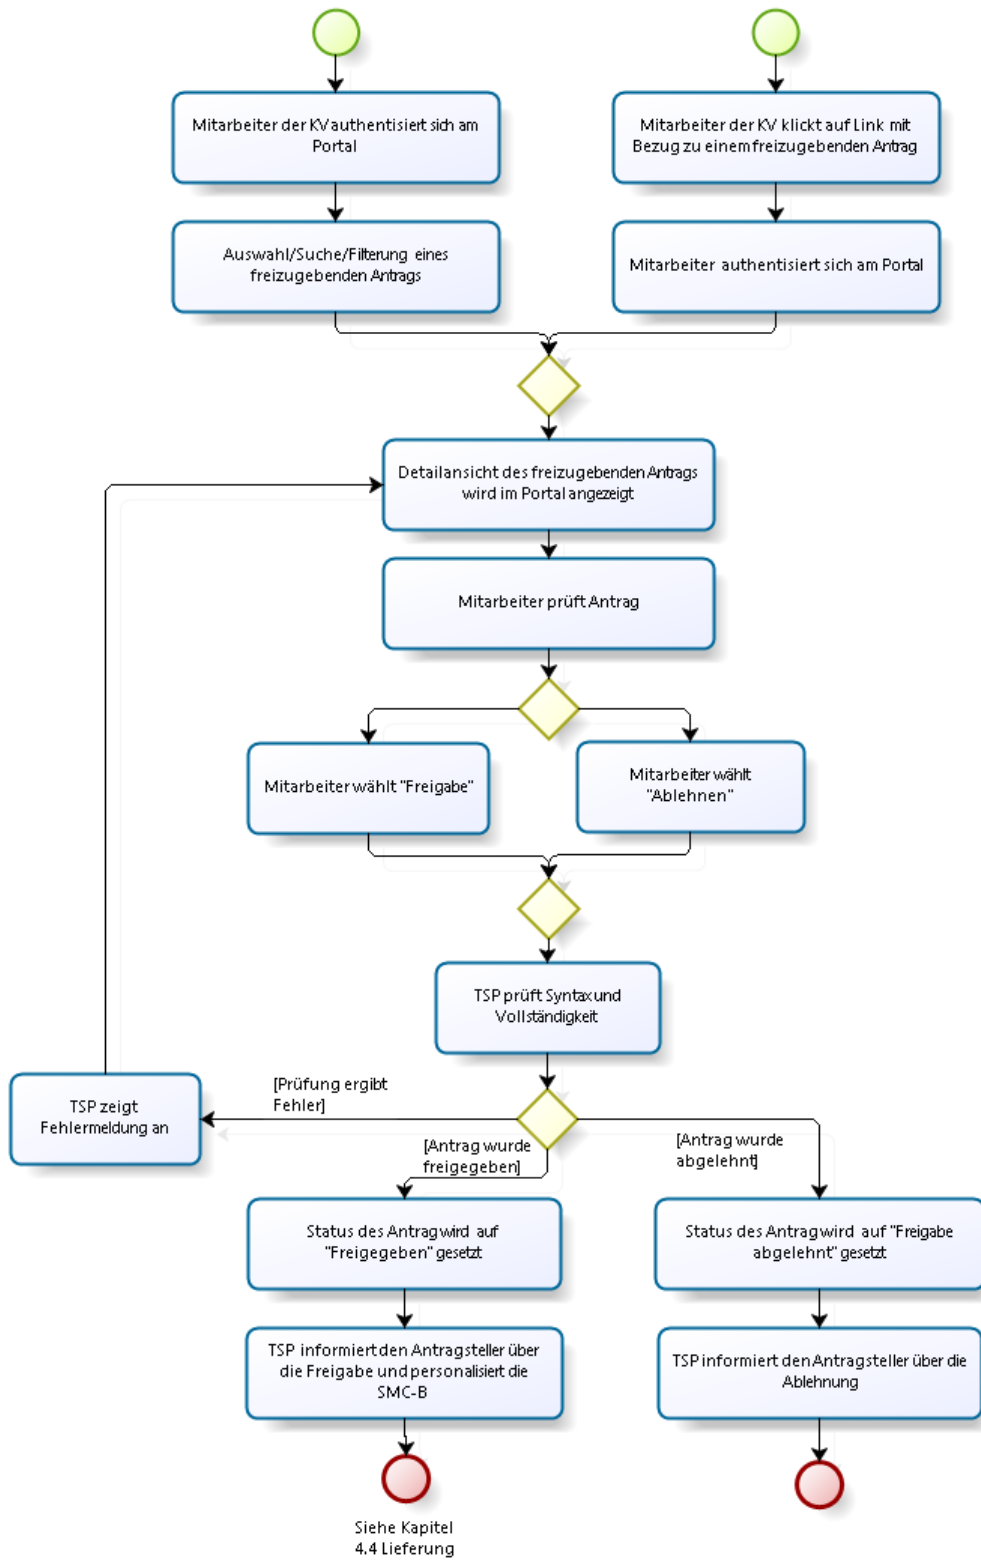 Mitarbeiter der KV authentisiert sich am
Portal
Mitarbeiter der KV klickt auf Link mit
Bezug zu einem freizugebenden Antrag
Auswahl/Suche/Filterung eines
freizugebenden Antrags
Mitarbeiter authentisiert sich am Portal
Detailansicht des freizugebenden Antrags
wird im Portal angezeigt
Mitarbeiter prüft Antrag
Mitarbeiter wählt "Freigabe"
Mitarbeiter wählt
"Ablehnen"
TSP prüft Syntax und
Vollständigkeit
[Prüfung ergibt
Fehler]
TSP zeigt
Fehlermeldung an
[Antrag wurde
freigegeben]
[Antrag wurde
abgelehnt]
Status des Antrag wird auf
"Freigegeben" gesetzt
Status des Antrag wird auf "Freigabe
abgelehnt" gesetzt
TSP informiert den Antragsteller über
die Freigabe und personalisiert die
SMC-B
TSP informiert den Antragsteller über die
Ablehnung
Siehe Kapitel
4.4 Lieferung